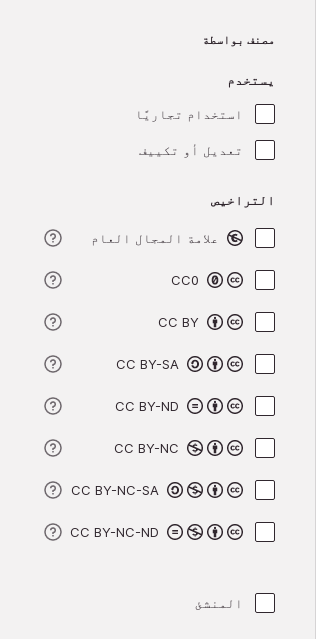 مصنف بواسطة
يستخدم
استخدام تجاريًا
تعديل أو تكييف
التراخيص
علامة المجال العام
CC0
CC BY
CC BY-SA
CC BY-ND
CC BY-NC
CC BY-NC-SA
CC BY-NC-ND
المنشئ